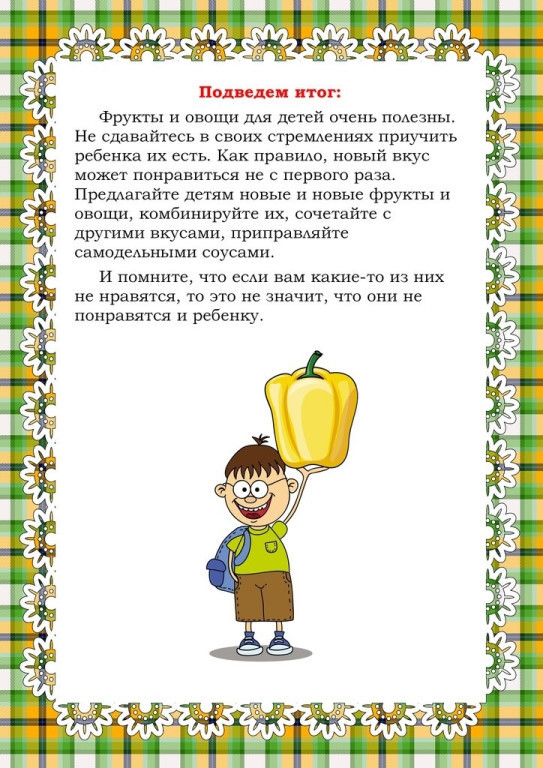 Подведем итог:
Фрукты и овощи для детей очень полезны.
Не сдавайтесь в своих стремлениях приучить
ребенка их есть. Как правило, новый вкус
может понравиться не с первого раза.
Предлагайте детям новые и новые фрукты и
овощи, комбинируйте их, сочетайте с
другими вкусами, приправляйте
самодельными соусами.
И помните, что если вам какие-то из них
не нравятся, то это не значит, что они не
понравятся и ребенку.